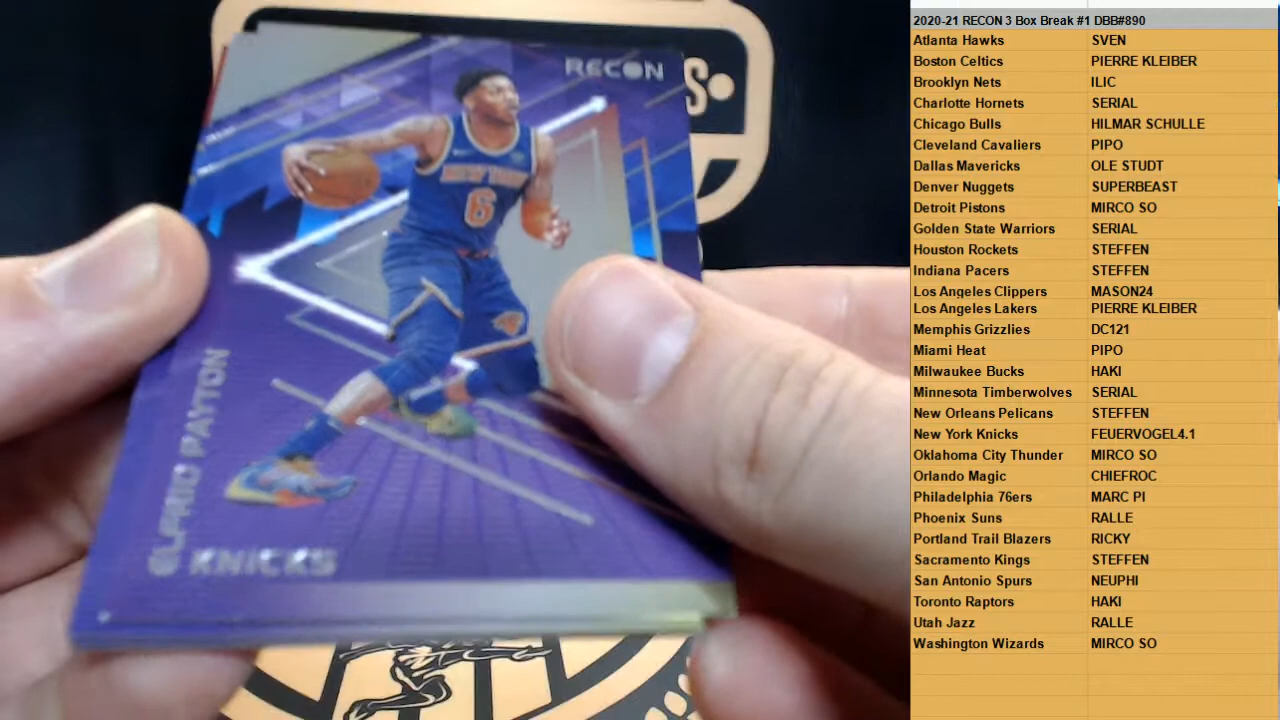 RECON
S
NEW YORK
6
ELFRID PAYTON
KNICKS
2020-21 RECON 3 Box Break #1 DBB#890
Atlanta Hawks SVEN
Boston Celtics PIERRE KLEIBER
Brooklyn Nets ILIC
Charlotte Hornets SERIAL
Chicago Bulls HILMAR SCHULLE
Cleveland Cavaliers PIPO
Dallas Mavericks OLE STUDT
Denver Nuggets SUPERBEAST
Detroit Pistons MIRCO SO
Golden State Warriors SERIAL
Houston Rockets STEFFEN
Indiana Pacers STEFFEN
Los Angeles Clippers MASON24
Los Angeles Lakers PIERRE KLEIBER
Memphis Grizzlies DC121
Miami Heat PIPO
Milwaukee Bucks HAKI
Minnesota Timberwolves SERIAL
New Orleans Pelicans STEFFEN
New York Knicks FEUERVOGEL4.1
Oklahoma City Thunder MIRCO SO
Orlando Magic CHIEFROC
Philadelphia 76ers MARC PI
Phoenix Suns RALLE
Portland Trail Blazers RICKY
Sacramento Kings STEFFEN
San Antonio Spurs NEUPHI
Toronto Raptors HAKI
Utah Jazz RALLE
Washington Wizards MIRCO SO